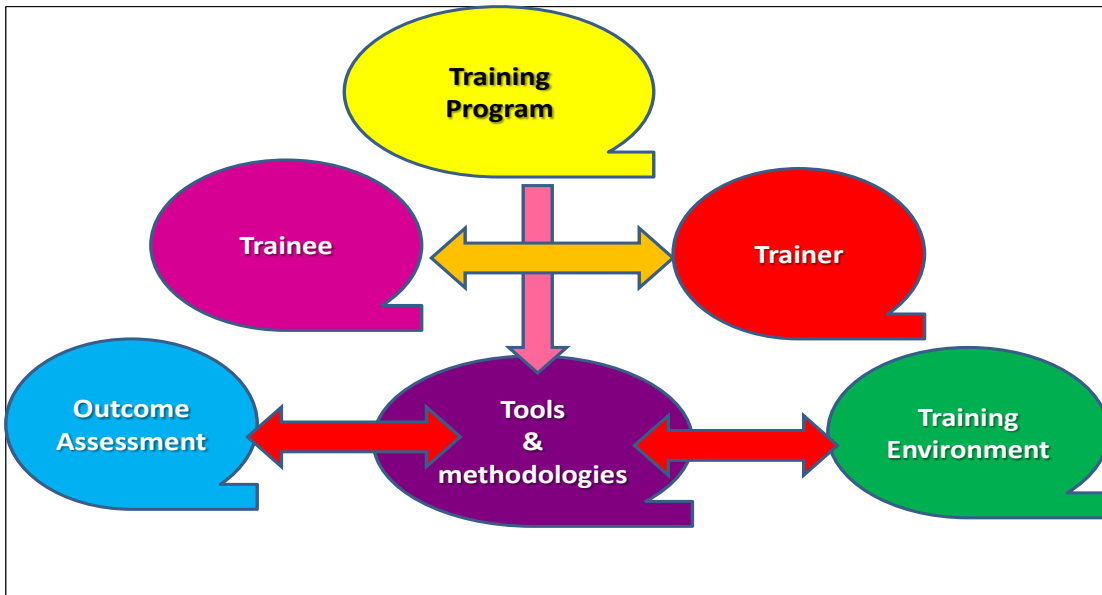 Training
Program
Trainee
Trainer
Outcome
Assessment
Tools
&
methodologies
Training
Environment